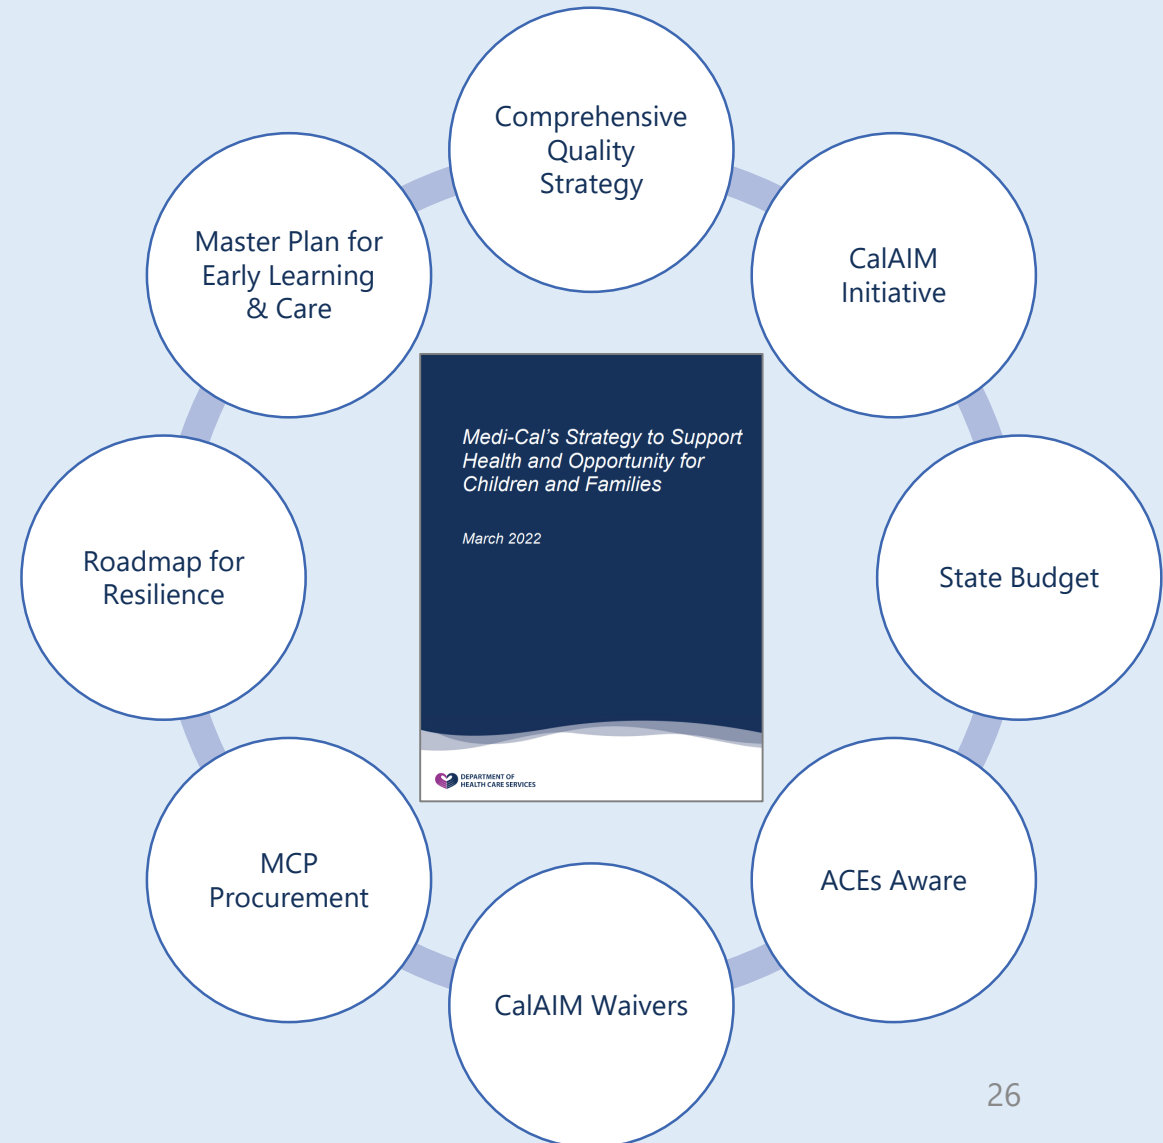 Comprehensive
Quality
Strategy
CalAIM
Initiative
State Budget
ACEs Aware
CalAIM Waivers
MCP
Procurement
Roadmap for
Resilience
Master Plan for
Early Learning
& Care
Medi-Cal's Strategy to Support
Health and Opportunity for
Children and Families
March 2022
DEPARTMENT OF
HEALTH CARE SERVICES
26